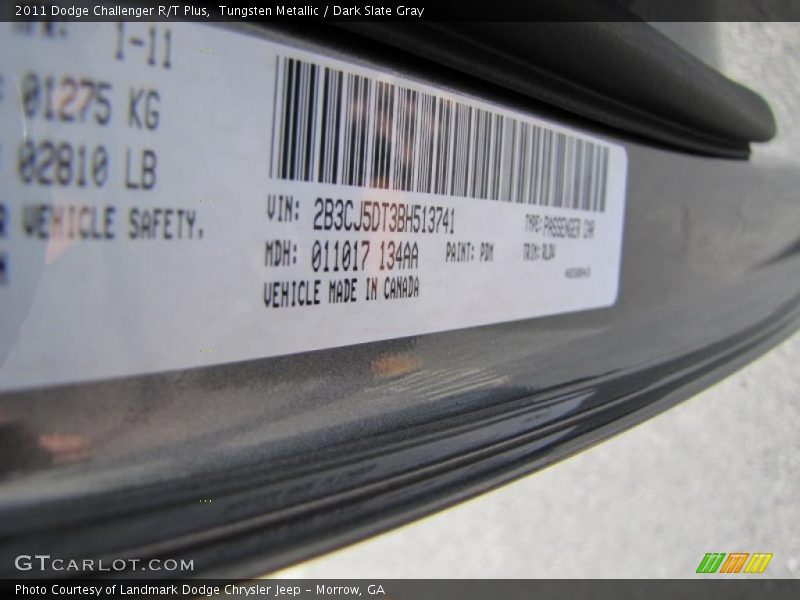 2011 Dodge Challenger R/T Plus, Tungsten Metallic / Dark Slate Gray
1-11
01275 KG
02810 LB
VEHICLE SAFETY.
VIN: 2B3CJ5DT3BH513741
TYPE: PASSENGER CAR
MDH: 011017 134AA
PAINT: PDM
TRIM:
VEHICLE MADE IN CANADA
GTCARLOT.COM
Photo Courtesy of Landmark Dodge Chrysler Jeep – Morrow, GA